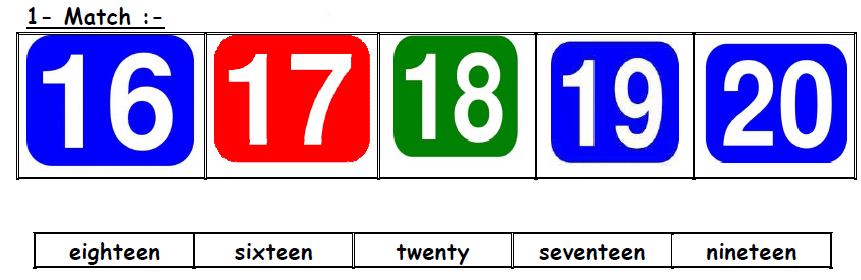 1- Match :-
16 17 18 19 20
eighteen sixteen twenty seventeen nineteen